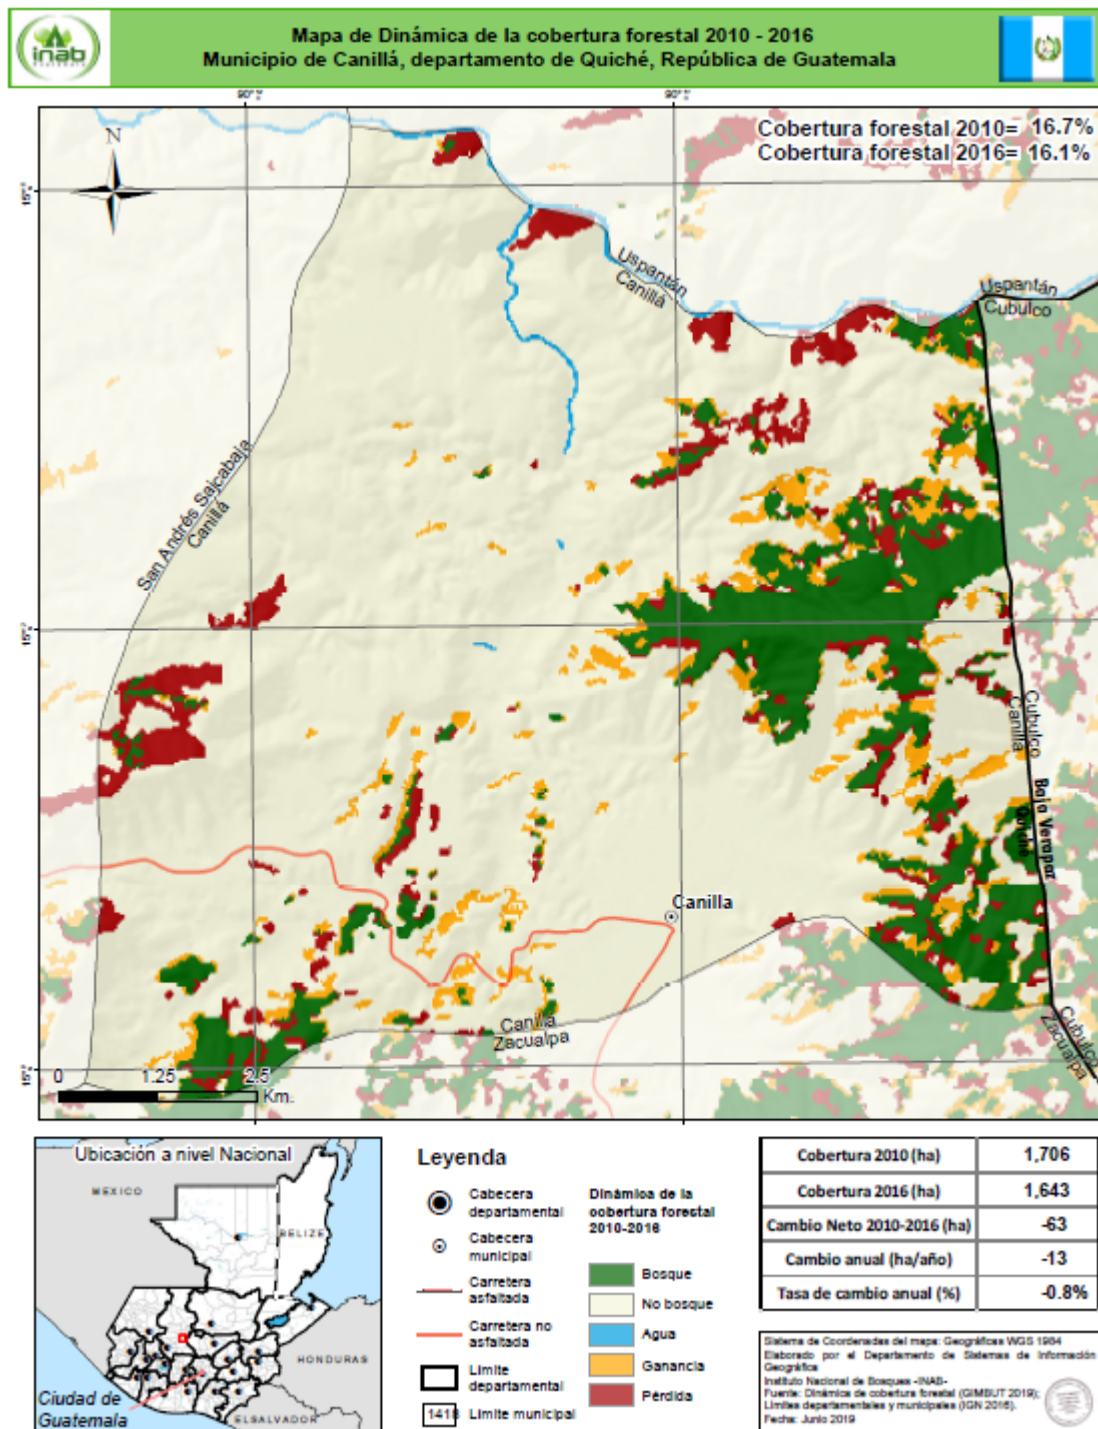 inab
Mapa de Dinámica de la cobertura forestal 2010 - 2016
Municipio de Canillá, departamento de Quiché, República de Guatemala
Cobertura forestal 2010= 16.7%
Cobertura forestal 2016= 16.1%
N
Uspantán
Canillá
Uspantán
Cubulco
San Andrés Sajcabaja
Canillá
Cubulco
Canilla
Baja Verapaz
Quiché
Canilla
Canilla
Zacualpa
Cubulco
Zacualpa
0 1.25 2.5
Km.
Ubicación a nivel Nacional
MEXICO
BELIZE
HONDURAS
EL SALVADOR
Ciudad de
Guatemala
Leyenda
Cabecera
departamental
Cabecera
municipal
Carretera
asfaltada
Carretera no
asfaltada
Limite
departamental
1418 Limite municipal
Dinámica de la
cobertura forestal
2010-2016
Bosque
No bosque
Agua
Ganancia
Pérdida
Cobertura 2010 (ha) 1,706
Cobertura 2016 (ha) 1,643
Cambio Neto 2010-2016 (ha) -63
Cambio anual (ha/año) -13
Tasa de cambio anual (%) -0.8%
Sistema de Coordenadas del mapa: Geográficas WGS 1984
Elaborado por el Departamento de Sistemas de Información
Geográfica
Instituto Nacional de Bosques -INAB-
Fuente: Dinámica de cobertura forestal (GIMBUT 2019);
Límites departamentales y municipales (IGN 2016).
Fecha: Junio 2019